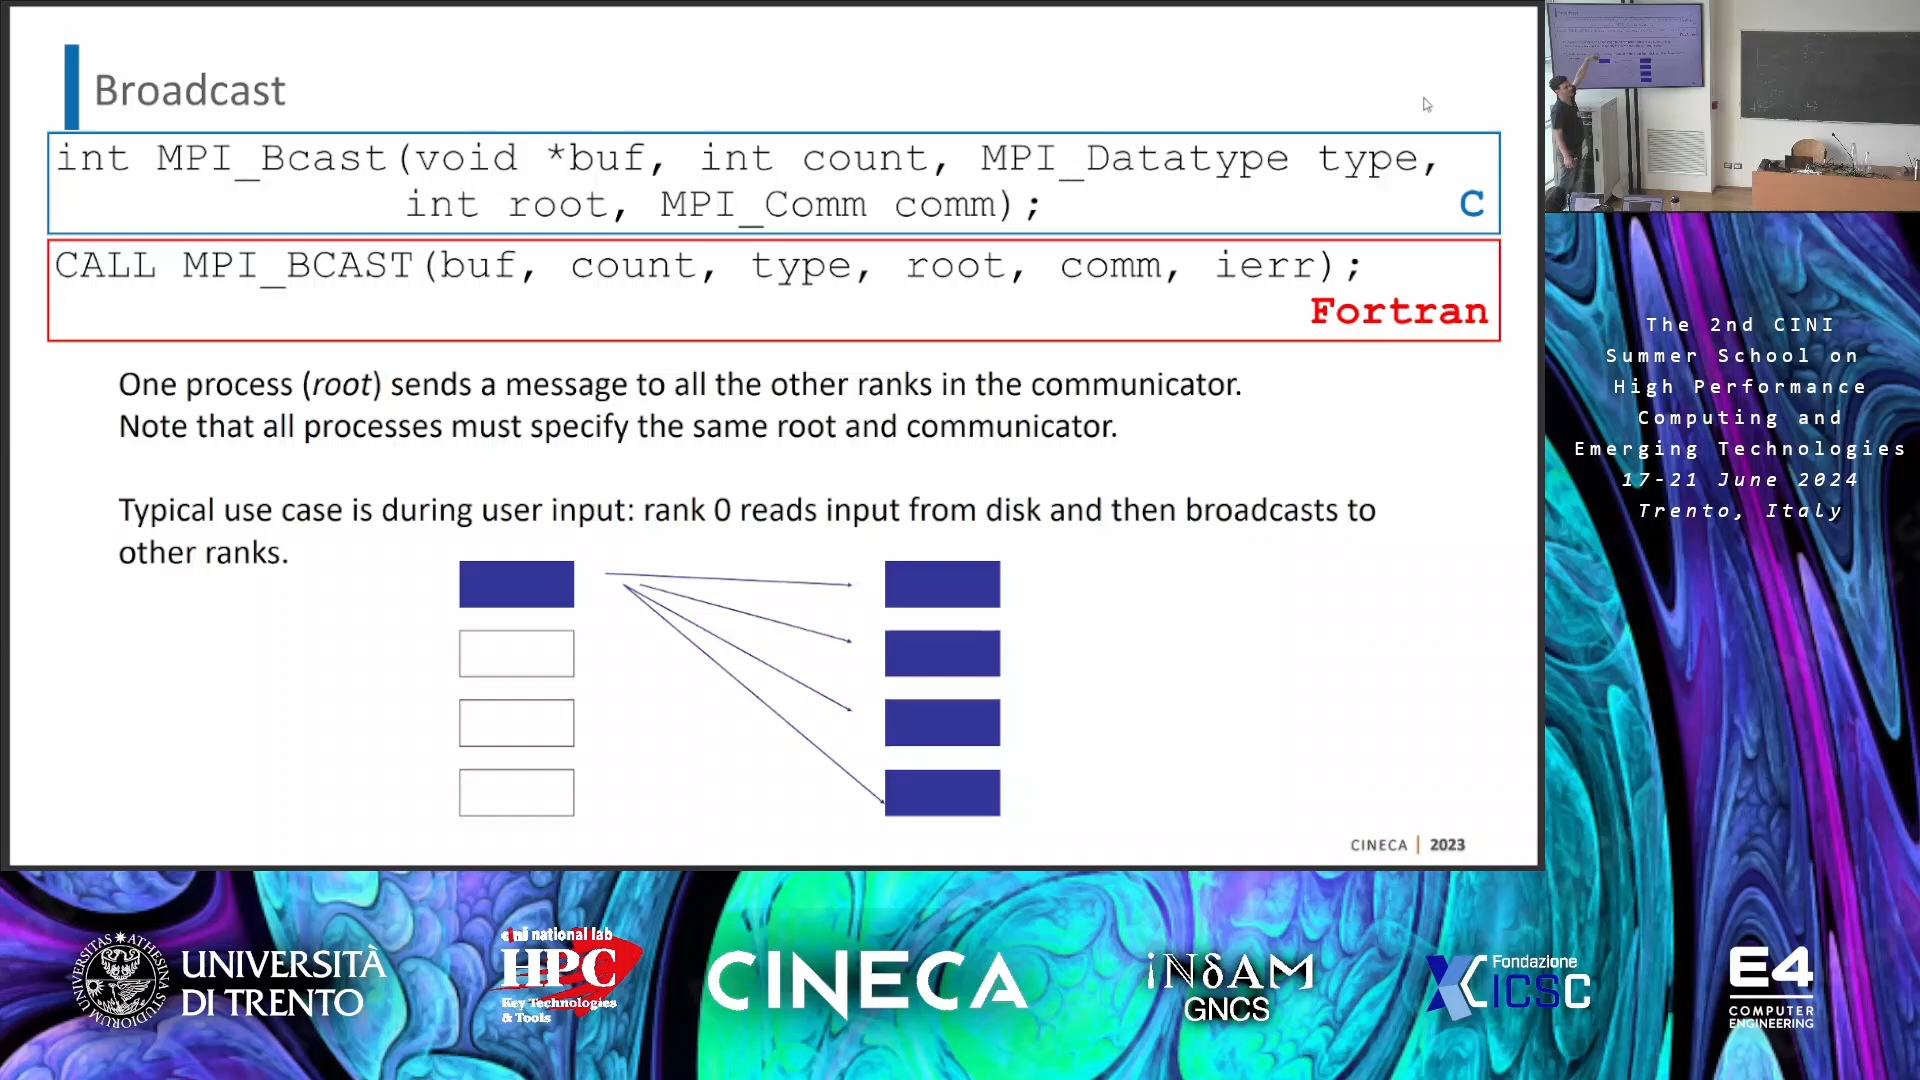 Broadcast
int MPI_Bcast(void *buf, int count, MPI_Datatype type,
int root, MPI_Comm comm);
C
CALL MPI_BCAST(buf, count, type, root, comm, ierr);
Fortran
One process (root) sends a message to all the other ranks in the communicator.
Note that all processes must specify the same root and communicator.
Typical use case is during user input: rank 0 reads input from disk and then broadcasts to
other ranks.
CINECA | 2023
The 2nd CINI
Summer School on
High Performance
Computing and
Emerging Technologies
17-21 June 2024
Trento, Italy
UNIVERSITÀ
DI TRENTO
cini national lab
HPC
Key Technologies
& Tools
CINECA
iNδAM
GNCS
Fondazione
ICSC
E4
COMPUTER
ENGINEERING